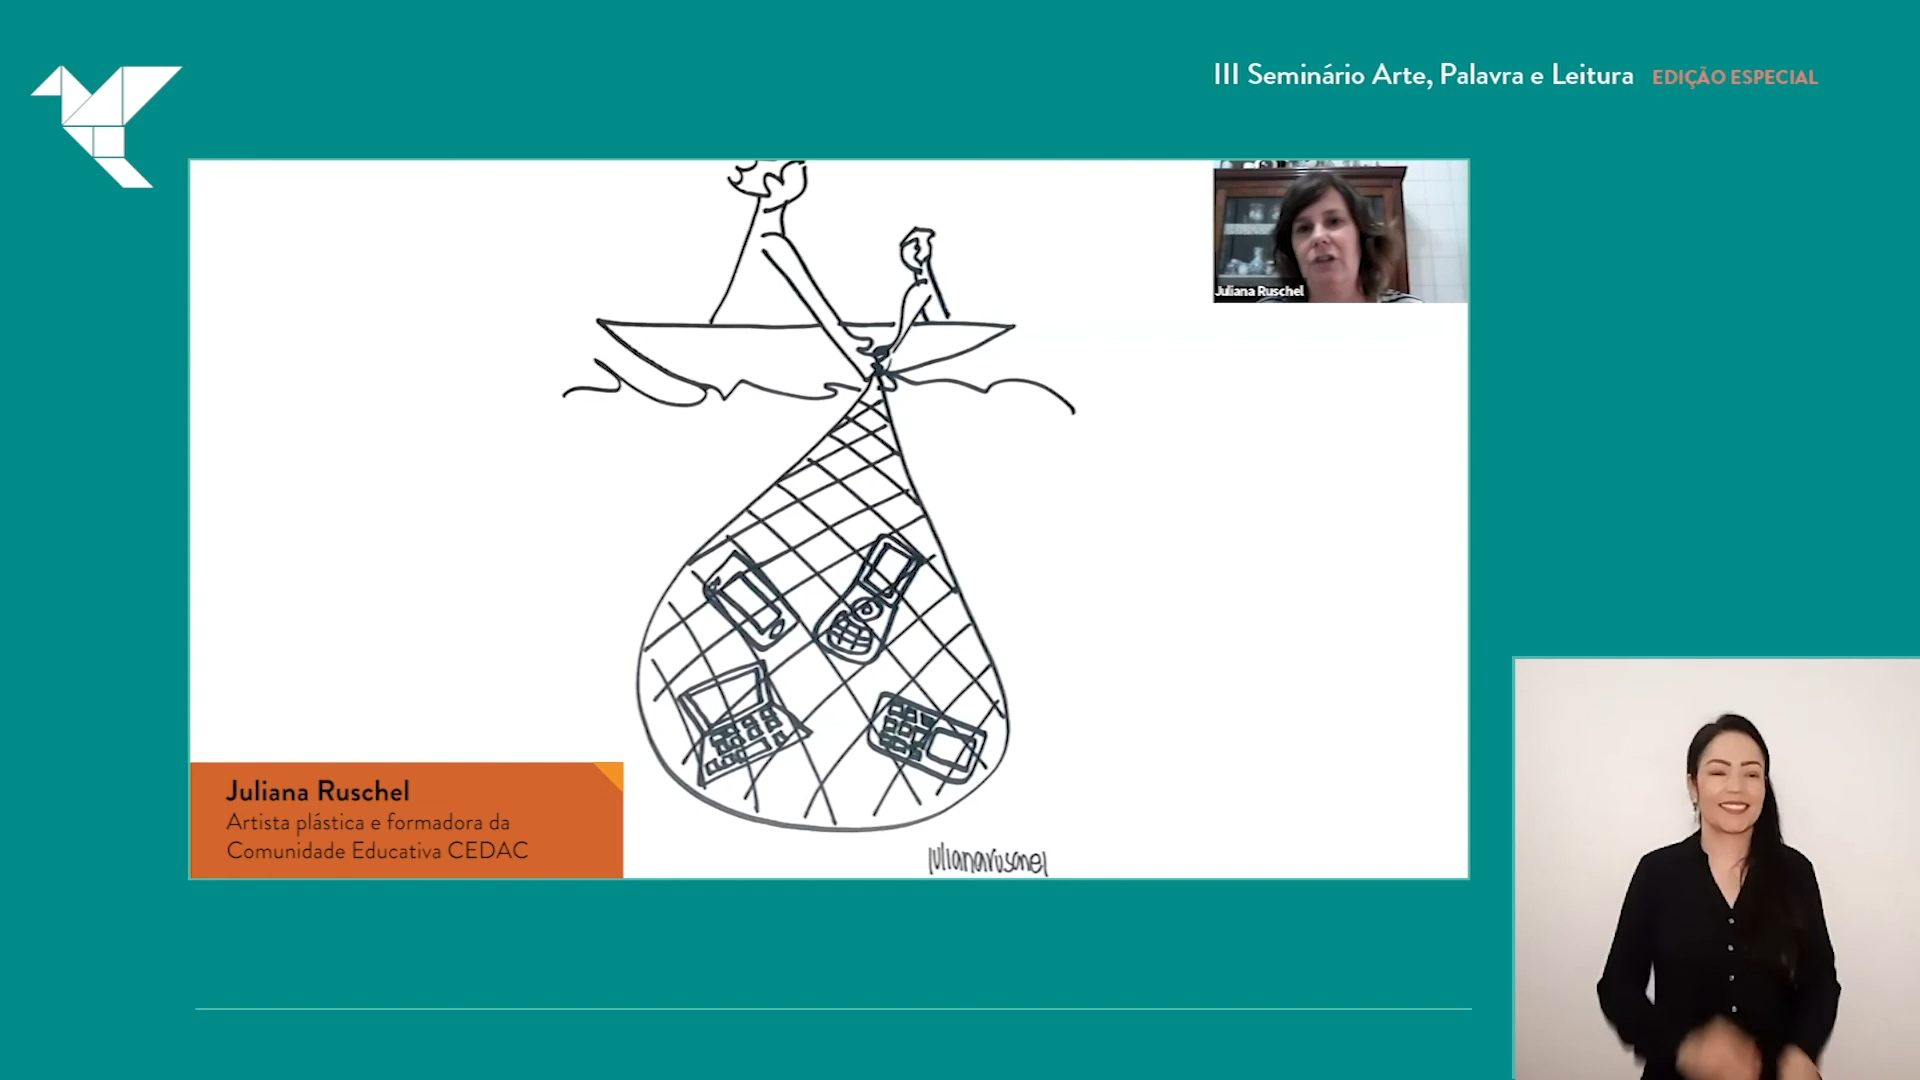 III Seminário Arte, Palavra e Leitura EDIÇÃO ESPECIAL
Juliana Ruschel
Juliana Ruschel
Artista plástica e formadora da
Comunidade Educativa CEDAC
julianaruschel